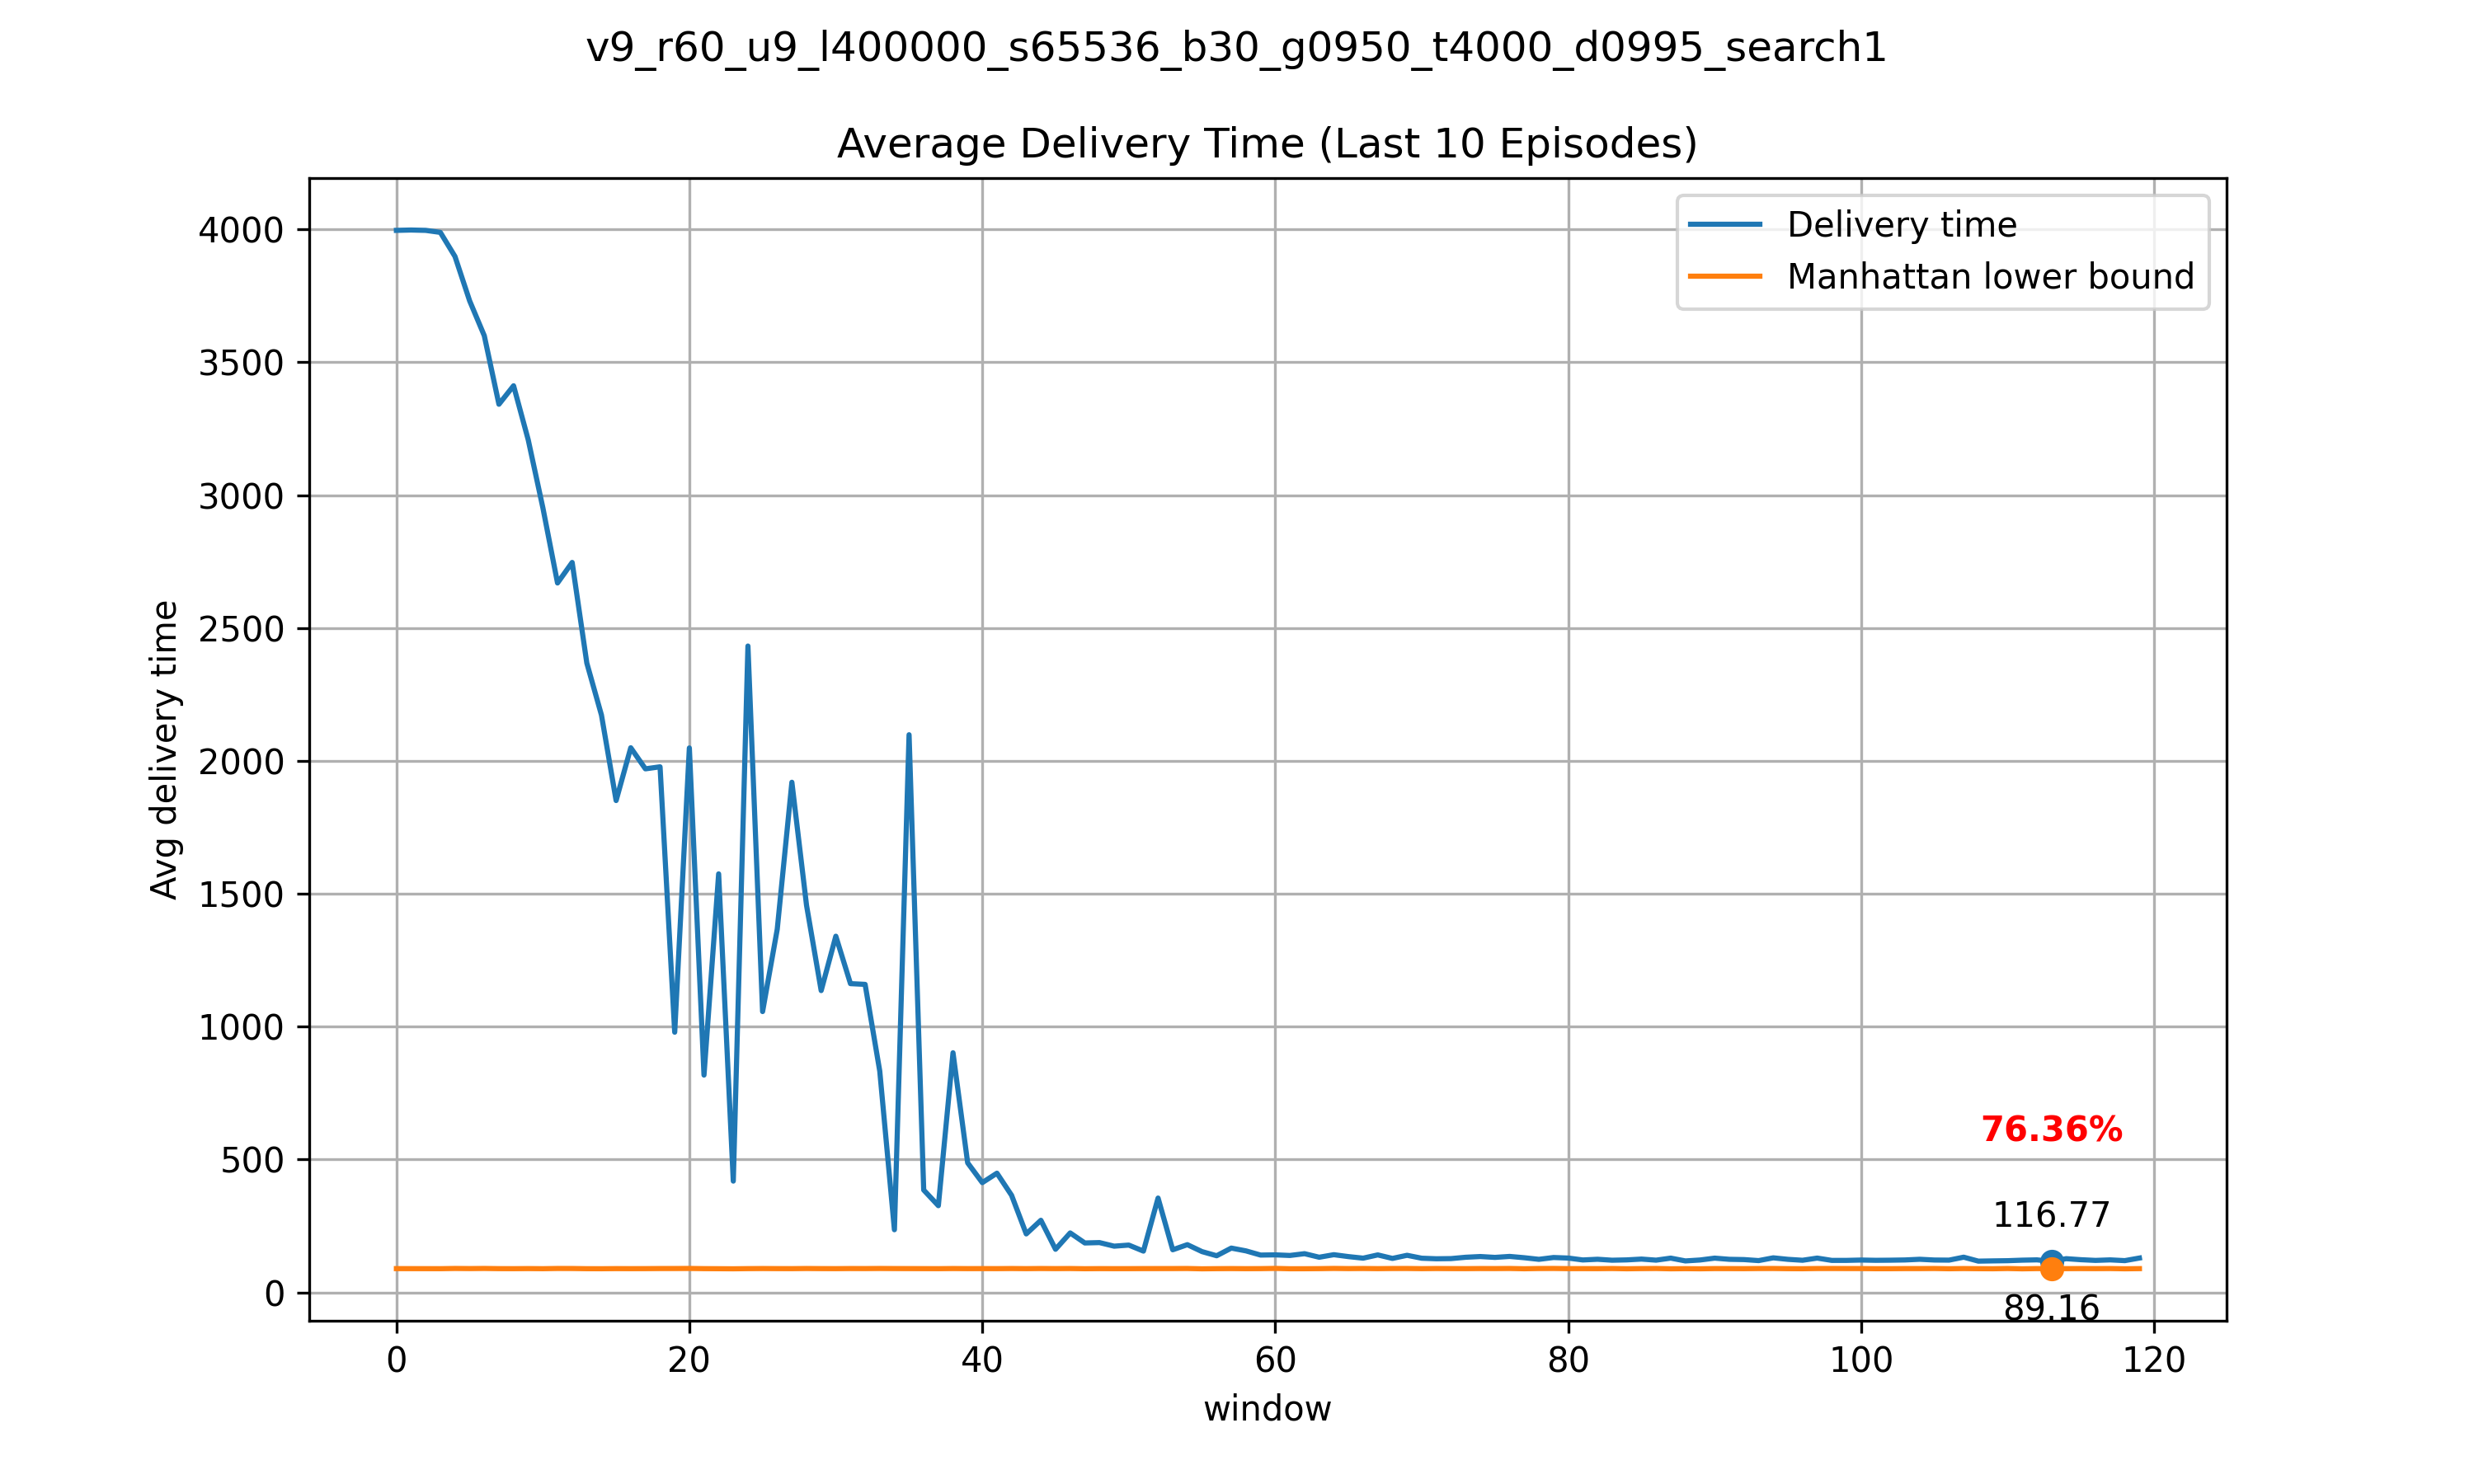 v9_r60_u9_l400000_s65536_b30_g0950_t4000_d0995_search1
Average Delivery Time (Last 10 Episodes)
Delivery time
Manhattan lower bound
Avg delivery time
4000
3500
3000
2500
2000
1500
1000
500
0
76.36%
116.77
89.16
0 20 40 60 80 100 120
window